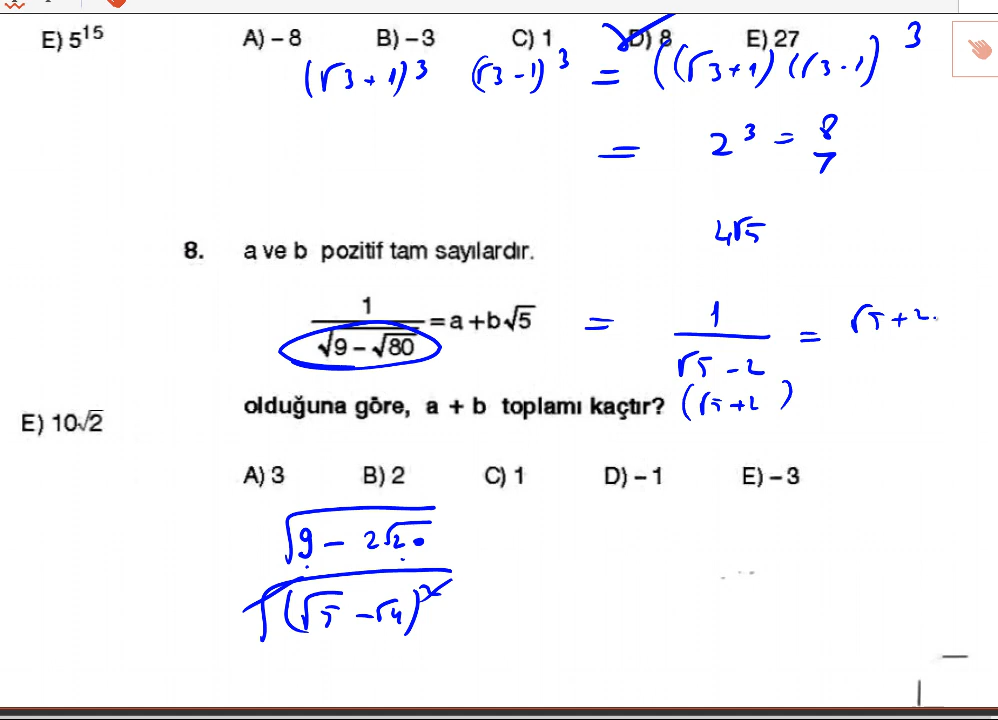 E) 5^15 A) – 8 B) – 3 C) 1 D) 8 E) 27
(√3 + 1)^3 (√3 - 1)^3 = ((√3+1) (√3-1))^3
= 2^3 = 8
4√5
8. a ve b pozitif tam sayılardır.
1/√(9 – √80) = a + b√5 = 1/(√5 - 2) = √5 + 2.
(√5+2)
olduğuna göre, a + b toplamı kaçtır?
E) 10√2
A) 3 B) 2 C) 1 D) – 1 E) – 3
√(9 – 2√20)
√(√5 – √4)^2